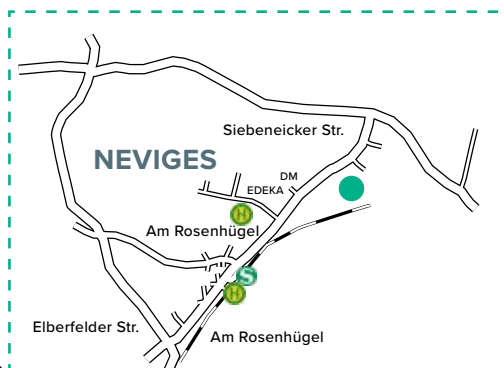 Siebeneicker Str.
NEVIGES
DM
EDEKA
H
Am Rosenhügel
S
H
Elberfelder Str.
Am Rosenhügel